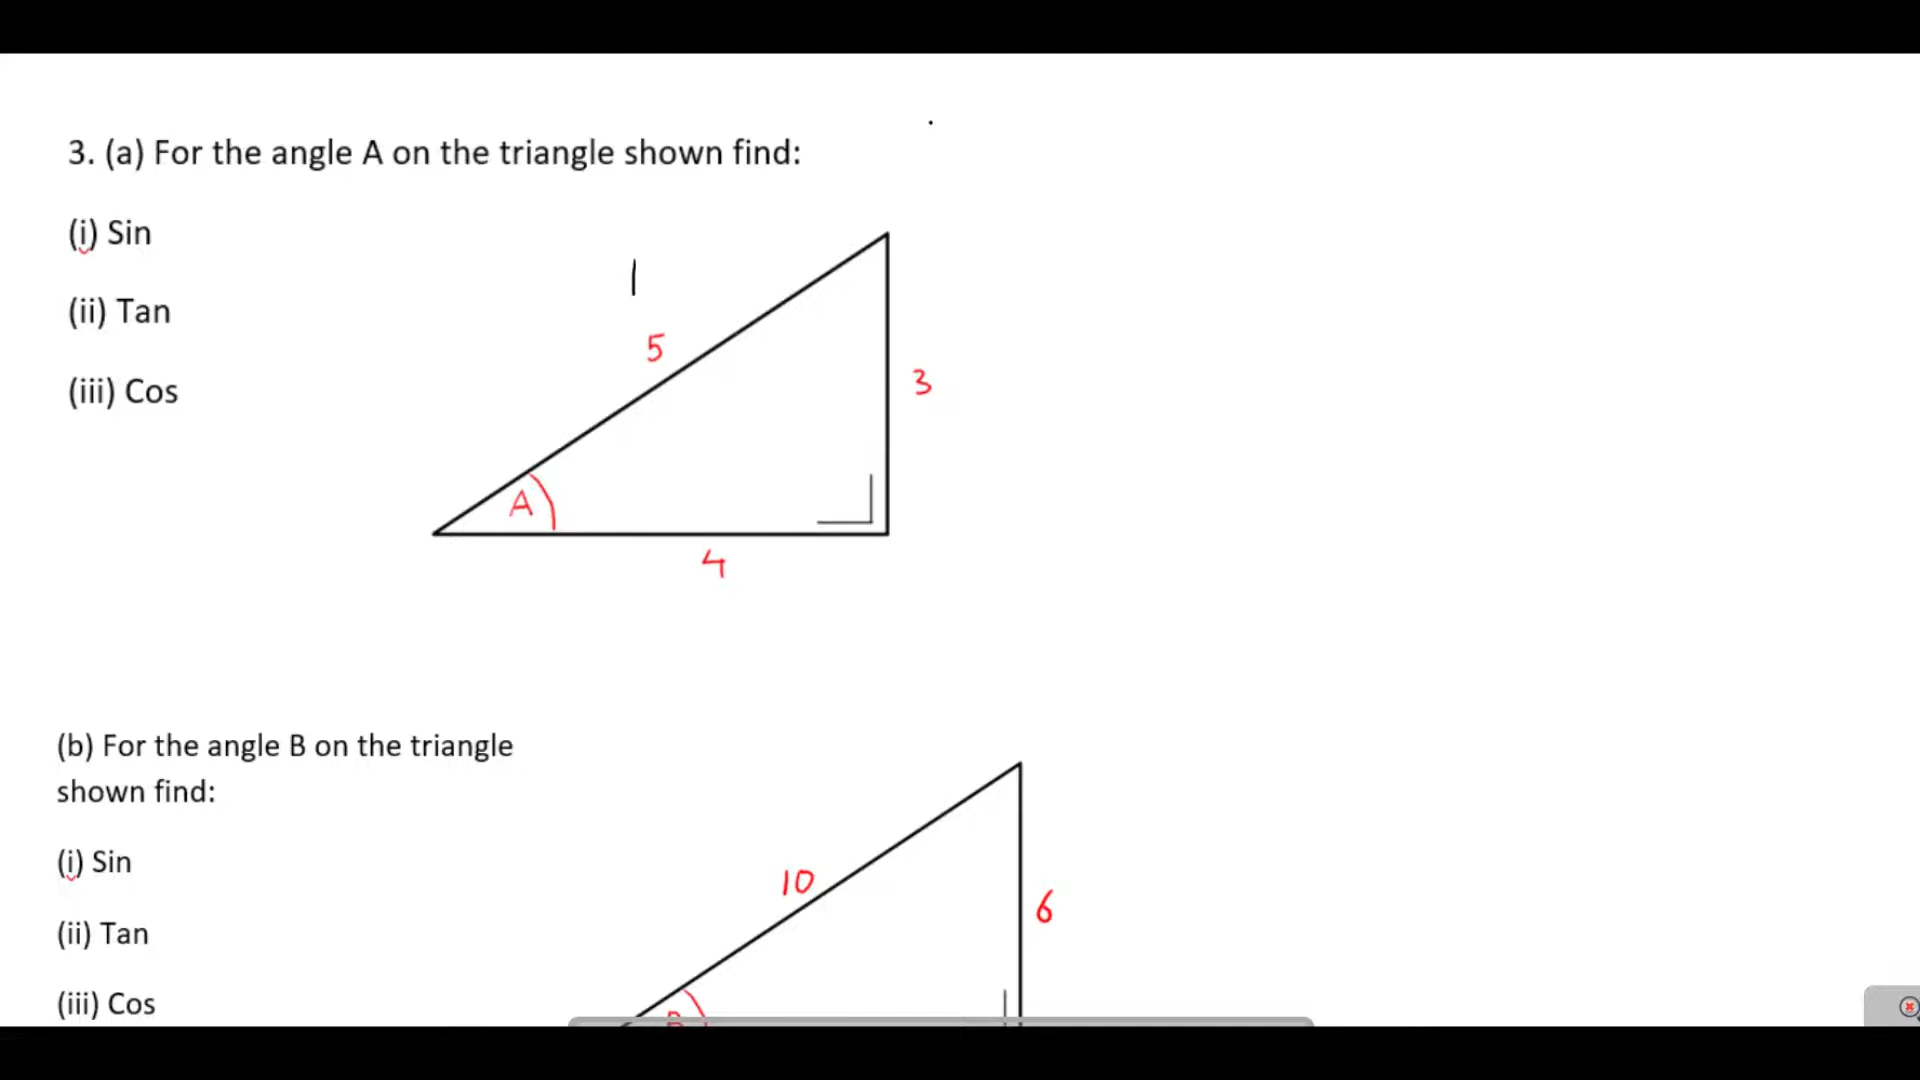 3. (a) For the angle A on the triangle shown find:
(i) Sin
(ii) Tan
(iii) Cos
5
3
A
4
(b) For the angle B on the triangle
shown find:
(i) Sin
(ii) Tan
(iii) Cos
10
6